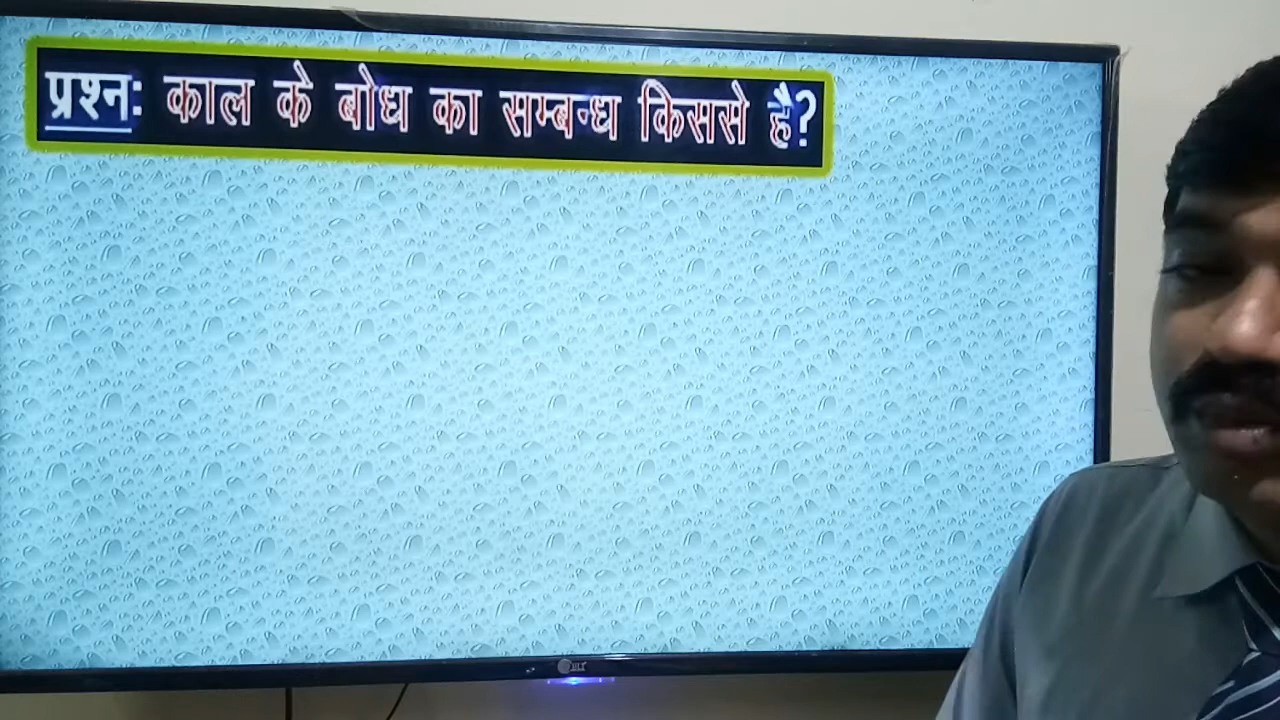 प्रश्न: काल के बोध का सम्बन्ध किससे है?